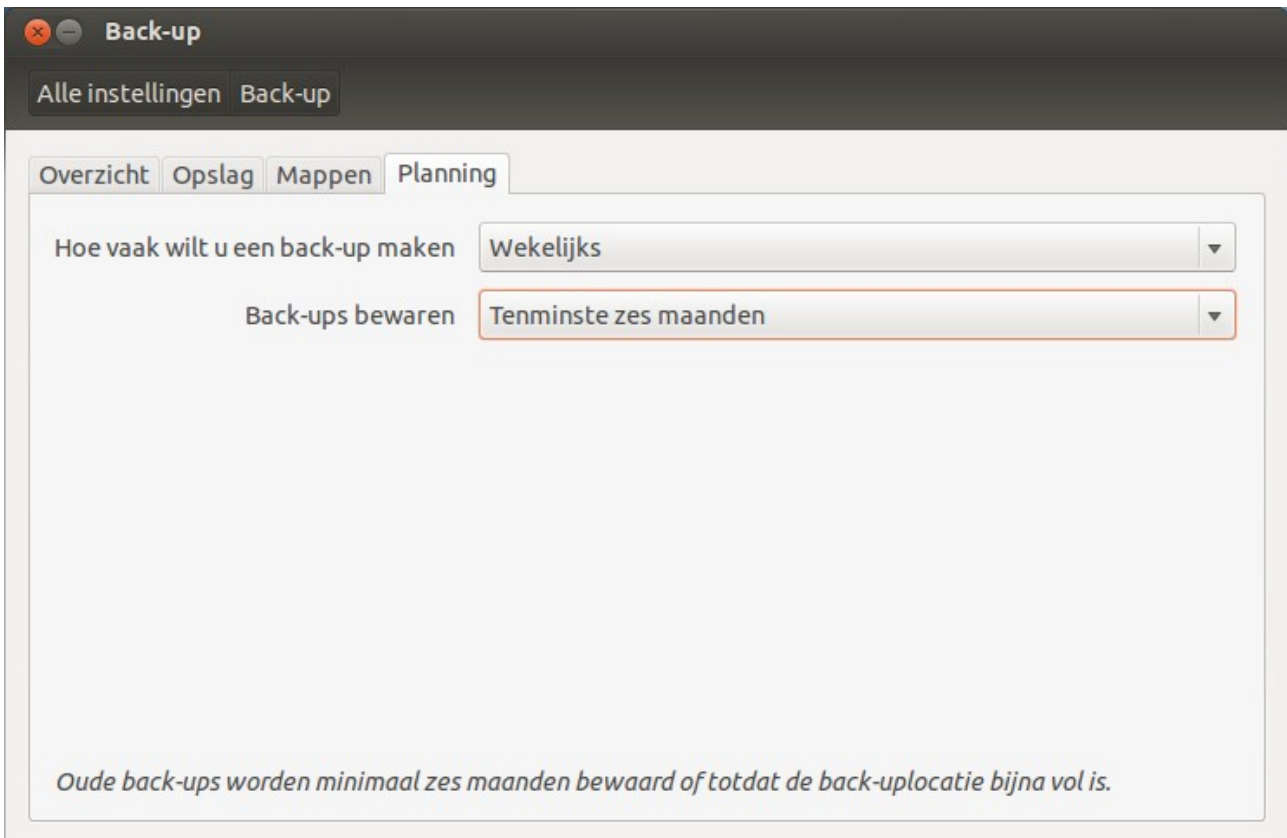 Back-up
Alle instellingen Back-up
Overzicht Opslag Mappen Planning
Hoe vaak wilt u een back-up maken Wekelijks
Back-ups bewaren Tenminste zes maanden
Oude back-ups worden minimaal zes maanden bewaard of totdat de back-uplocatie bijna vol is.